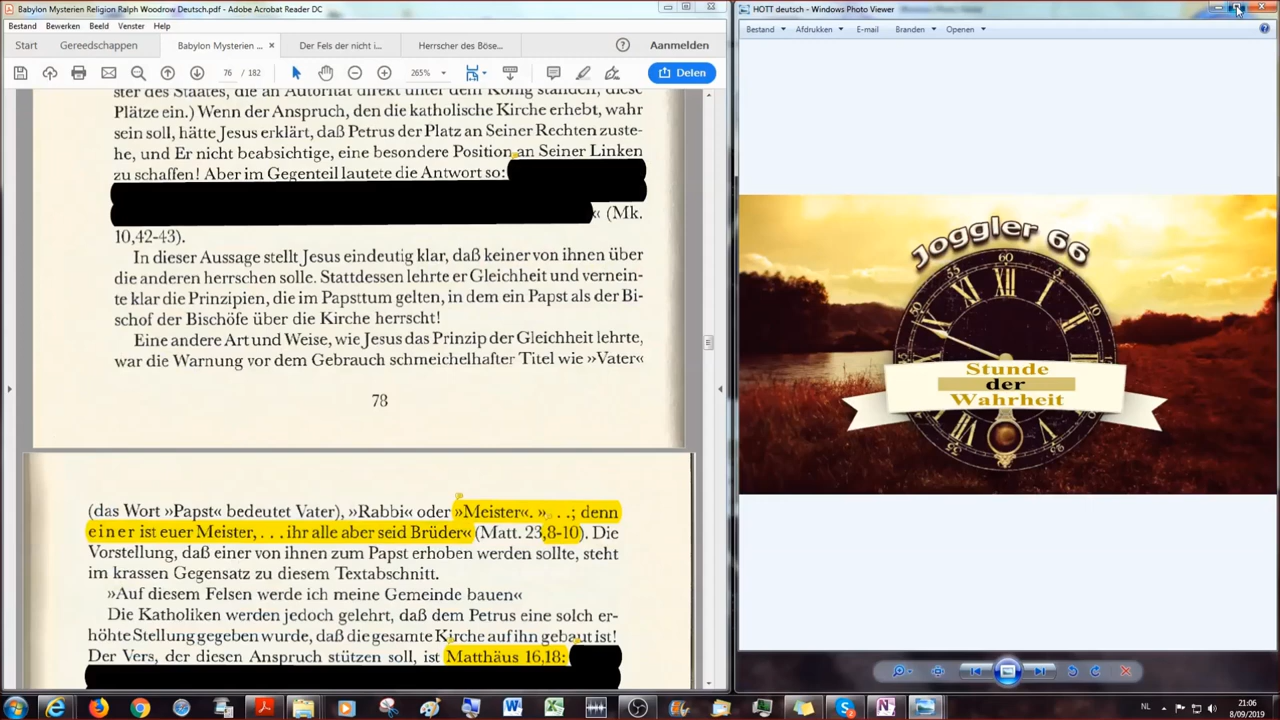 Babylon Mysterien Religion Ralph Woodrow Deutsch.pdf - Adobe Acrobat Reader DC
Bestand Bewerken Beeld Venster Help
Start Gereedschappen Babylon Mysterien ... × Der Fels der nicht i... Herrscher des Böse... Aanmelden
76 / 182 265% Delen
ster des Staates, die an Autorität direkt unter dem König standen, diese
Plätze ein.) Wenn der Anspruch, den die katholische Kirche erhebt, wahr
sein soll, hätte Jesus erklärt, daß Petrus der Platz an Seiner Rechten zuste-
he, und Er nicht beabsichtige, eine besondere Position an Seiner Linken
zu schaffen! Aber im Gegenteil lautete die Antwort so:
« (Mk.
10,42-43).
In dieser Aussage stellt Jesus eindeutig klar, daß keiner von ihnen über
die anderen herrschen solle. Stattdessen lehrte er Gleichheit und vernein-
te klar die Prinzipien, die im Papsttum gelten, in dem ein Papst als der Bi-
schof der Bischöfe über die Kirche herrscht!
Eine andere Art und Weise, wie Jesus das Prinzip der Gleichheit lehrte,
war die Warnung vor dem Gebrauch schmeichelhafter Titel wie »Vater«
78
(das Wort »Papst« bedeutet Vater), »Rabbi« oder »Meister«. » . . .; denn
einer ist euer Meister, . . . ihr alle aber seid Brüder« (Matt. 23,8-10). Die
Vorstellung, daß einer von ihnen zum Papst erhoben werden sollte, steht
im krassen Gegensatz zu diesem Textabschnitt.
»Auf diesem Felsen werde ich meine Gemeinde bauen«
Die Katholiken werden jedoch gelehrt, daß dem Petrus eine solch er-
höhte Stellung gegeben wurde, daß die gesamte Kirche auf ihn gebaut ist!
Der Vers, der diesen Anspruch stützen soll, ist Matthäus 16,18:
HOTT deutsch - Windows Photo Viewer
Bestand Afdrukken E-mail Branden Openen
Joggler 66
55 60 5
XII
Stunde
der
Wahrheit
NL 21:06
8/09/2019